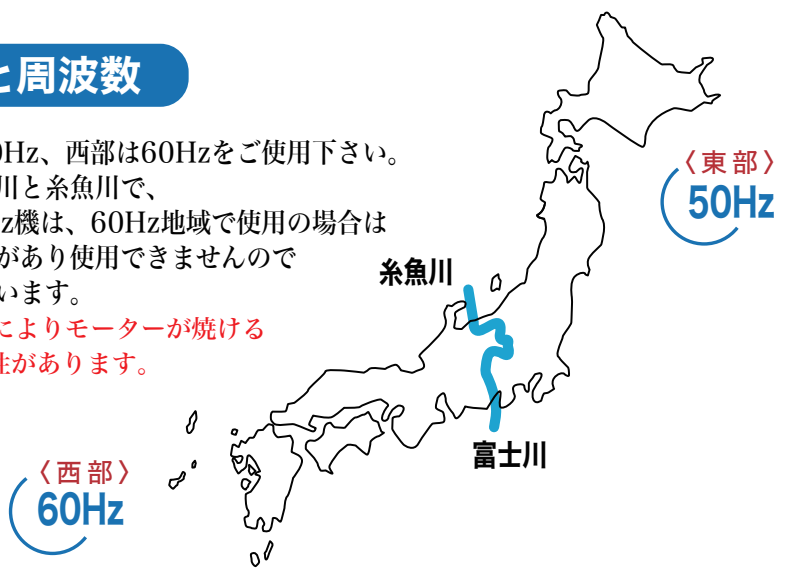 と周波数
0Hz、西部は60Hzをご使用下さい。
川と糸魚川で、
z機は、60Hz地域で使用の場合は
があり使用できませんので
います。
によりモーターが焼ける
性があります。
〈東部〉
50Hz
糸魚川
富士川
〈西部〉
60Hz